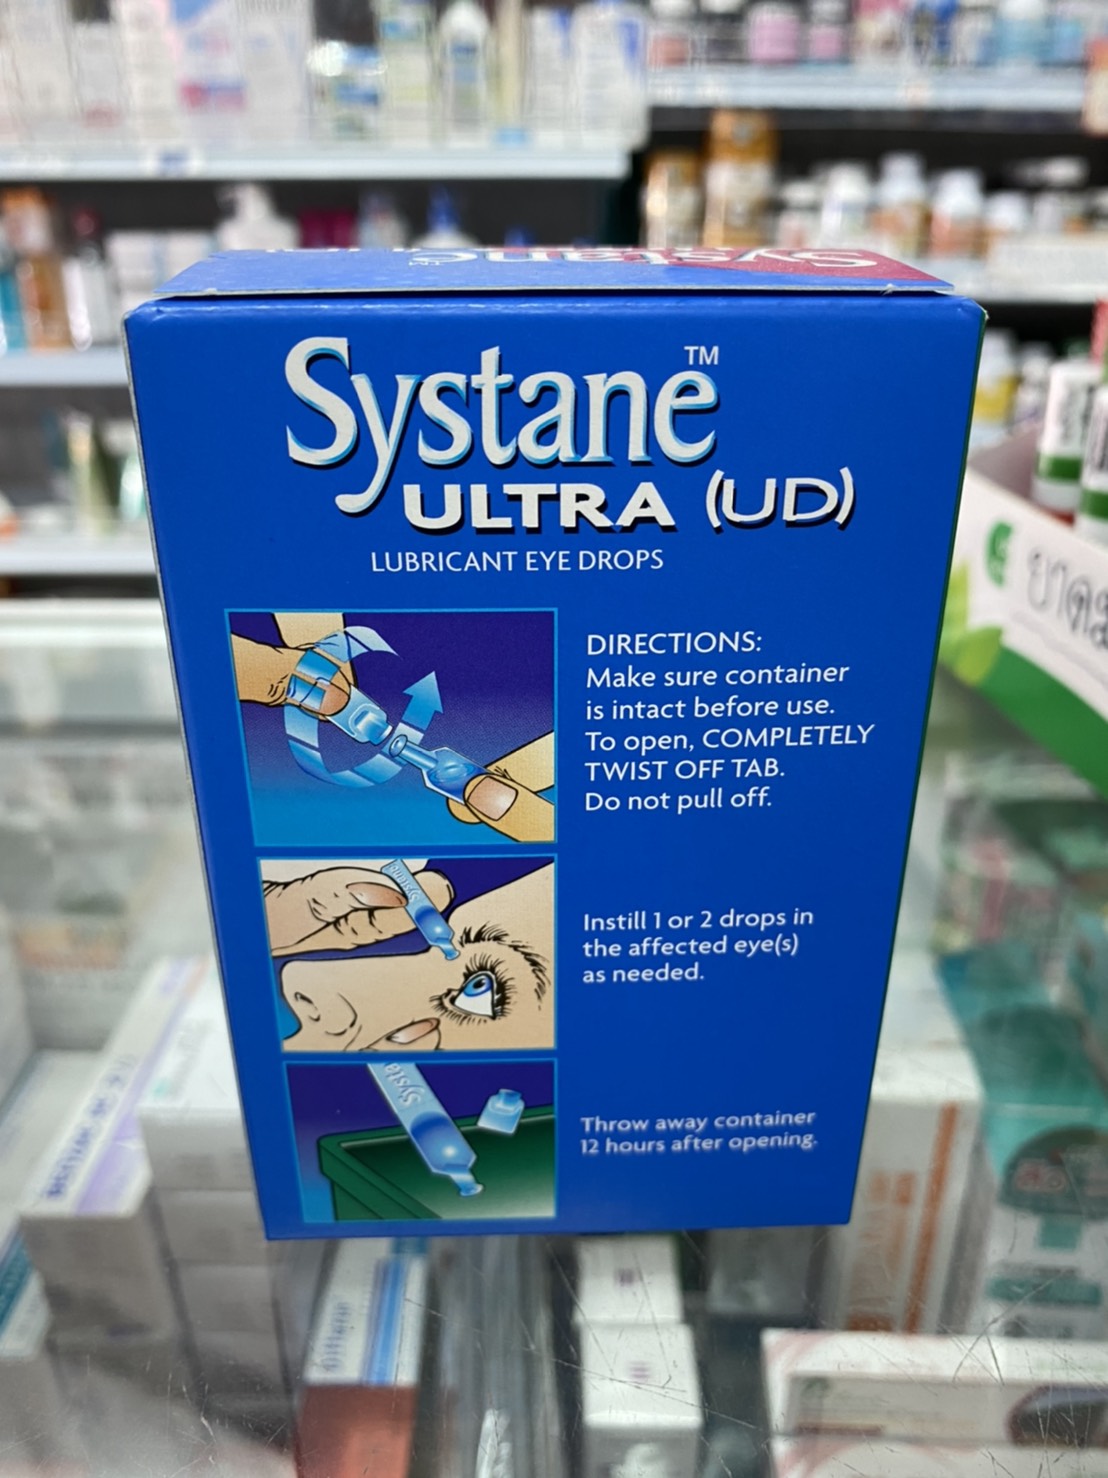 Systane™
ULTRA (UD)
LUBRICANT EYE DROPS
DIRECTIONS:
Make sure container
is intact before use.
To open, COMPLETELY
TWIST OFF TAB.
Do not pull off.
Instill 1 or 2 drops in
the affected eye(s)
as needed.
Throw away container
12 hours after opening.